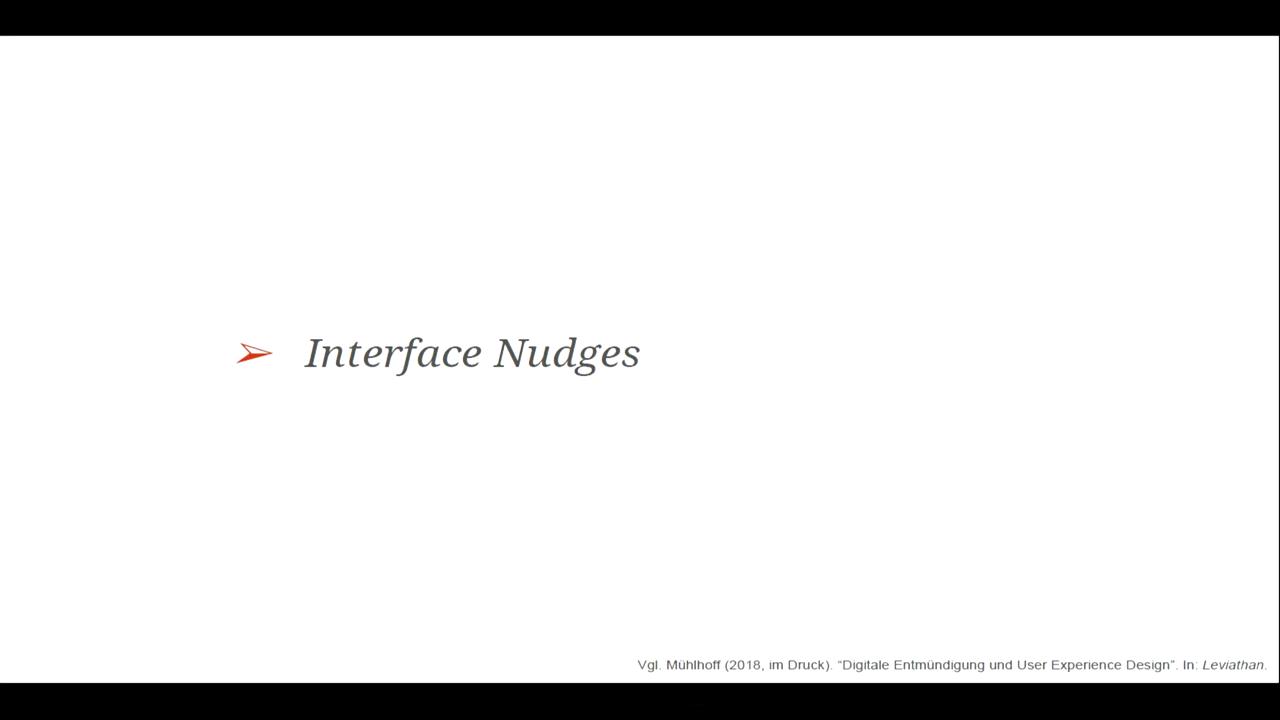 ➢ Interface Nudges
Vgl. Mühlhoff (2018, im Druck). “Digitale Entmündigung und User Experience Design”. In: Leviathan.